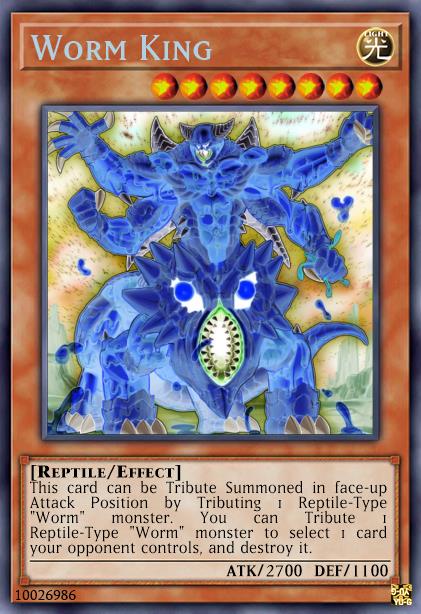 Worm King
LIGHT
光
[Reptile/Effect]
This card can be Tribute Summoned in face-up
Attack Position by Tributing 1 Reptile-Type
"Worm" monster. You can Tribute 1
Reptile-Type "Worm" monster to select 1 card
your opponent controls, and destroy it.
ATK/2700 DEF/1100
10026986